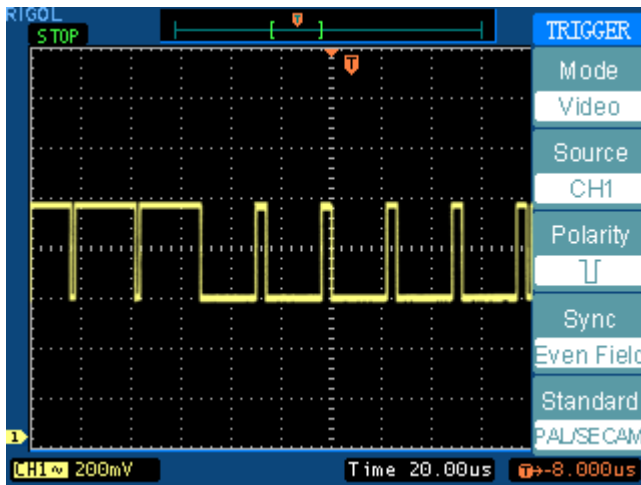 RIGOL
STOP
T
[ ]
T
TRIGGER
Mode
Video
Source
CH1
Polarity
Sync
Even Field
Standard
PAL/SECAM
1
CH1~ 200mV
Time 20.00us
T→-8.000us